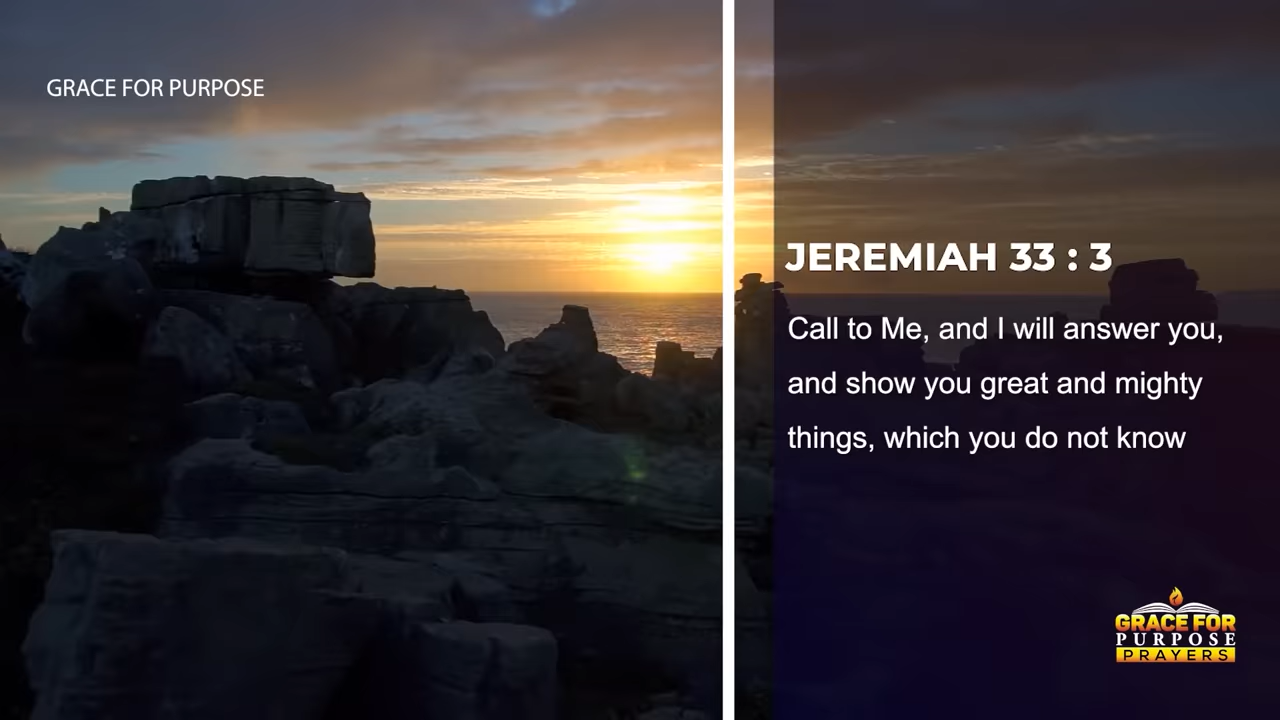 GRACE FOR PURPOSE
JEREMIAH 33 : 3
Call to Me, and I will answer you,
and show you great and mighty
things, which you do not know
GRACE FOR
PURPOSE
PRAYERS